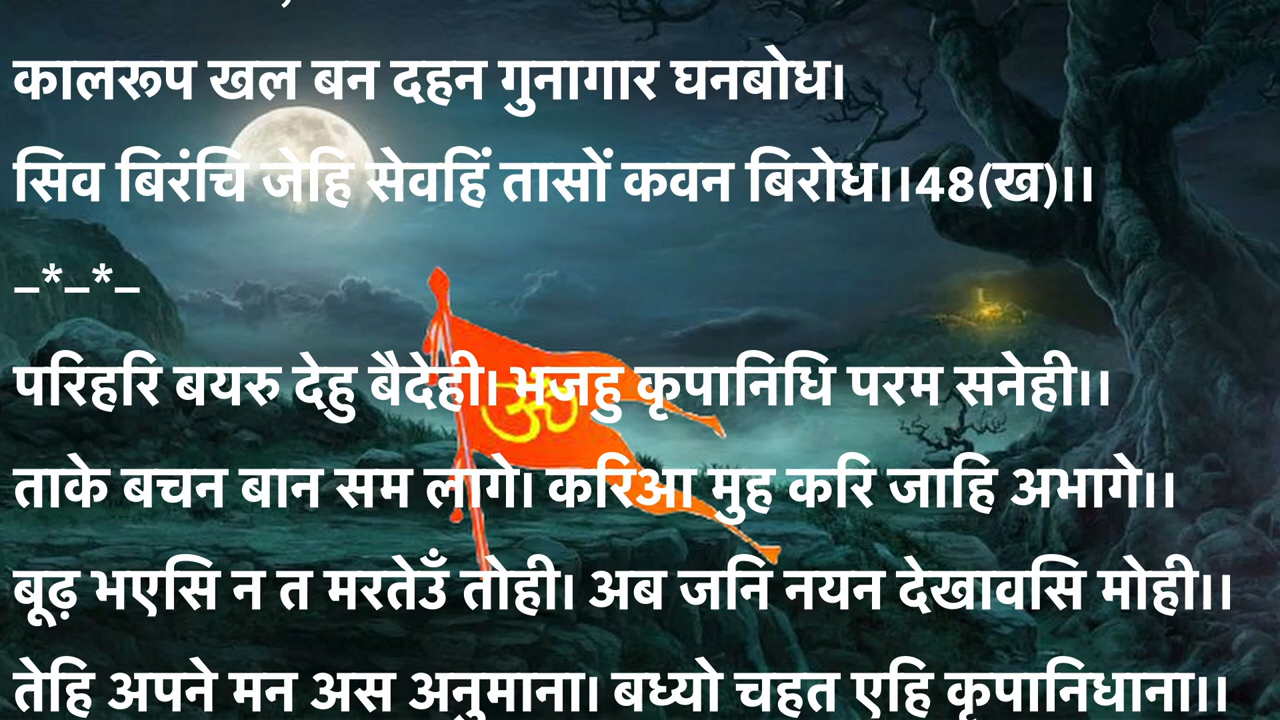 कालरूप खल बन दहन गुनागार घनबोध।
सिव बिरंचि जेहि सेवहिं तासों कवन बिरोध।।48(ख)।।
–*–*–
परिहरि बयरु देहु बैदेही। भजहु कृपानिधि परम सनेही।।
ताके बचन बान सम लागे। करिआ मुह करि जाहि अभागे।।
बूढ़ भएसि न त मरतेउँ तोही। अब जनि नयन देखावसि मोही।।
तेहि अपने मन अस अनुमाना। बध्यो चहत एहि कृपानिधाना।।
ॐ